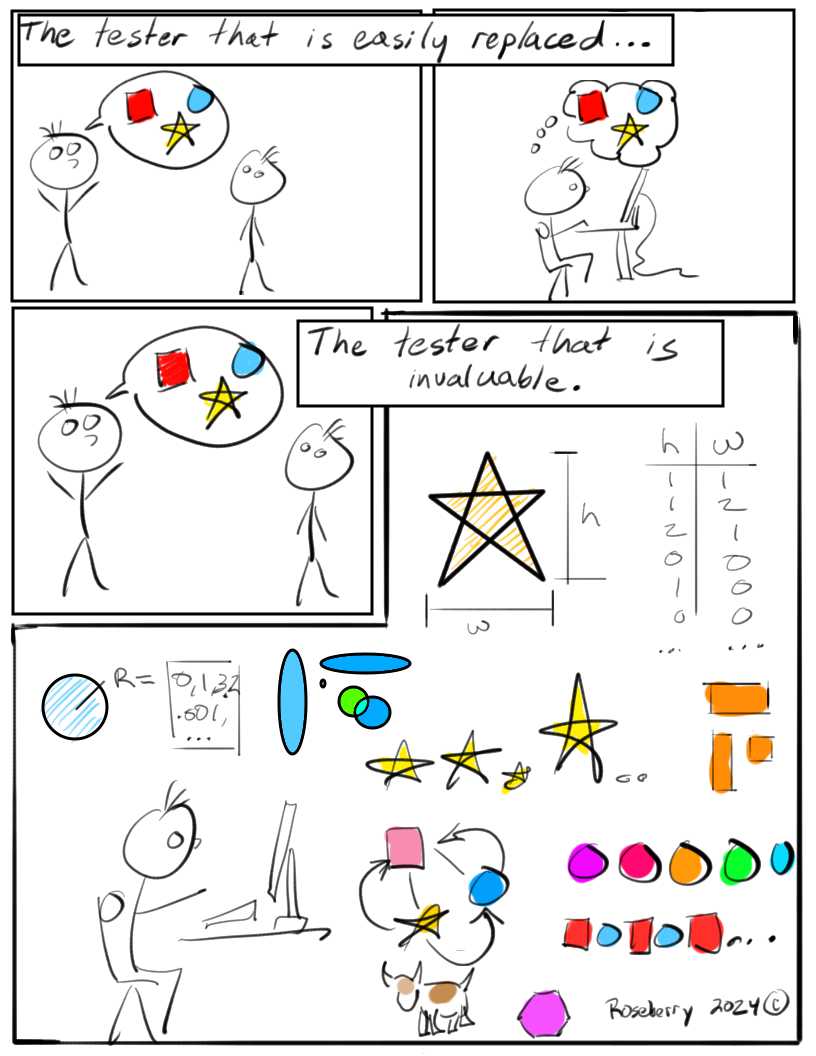 The tester that is easily replaced...
The tester that is
invaluable.
h w
1 1
1 2
2 1
0 0
1 0
0 0
... ...
h
w
R= 0,1,3.2
.001,
...
Roseberry 2024 ©